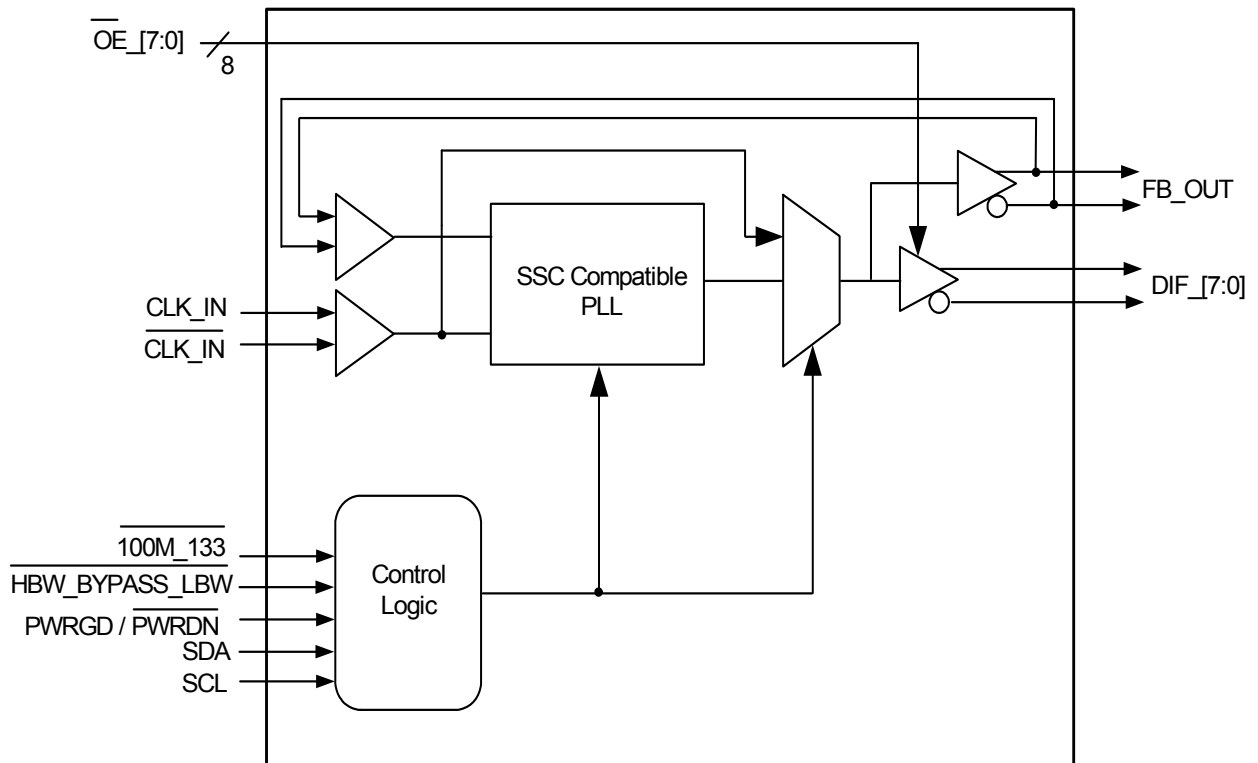 OE_[7:0]
8
FB_OUT
SSC Compatible
PLL
DIF_[7:0]
CLK_IN
CLK_IN
100M_133
HBW_BYPASS_LBW
PWRGD / PWRDN
SDA
SCL
Control
Logic